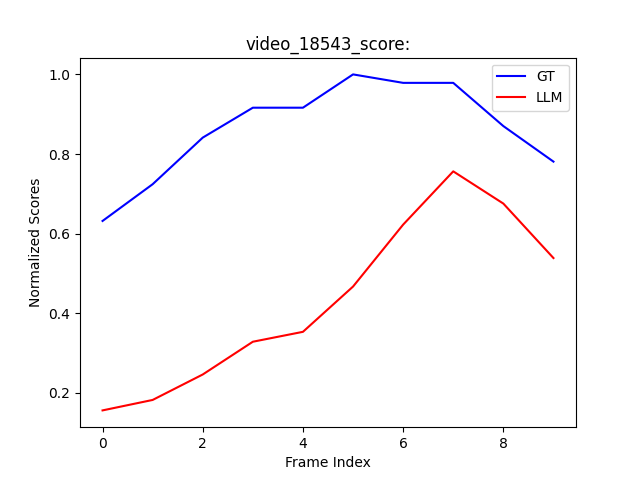 video_18543_score:
GT
LLM
1.0
0.8
0.6
0.4
0.2
Normalized Scores
0 2 4 6 8
Frame Index